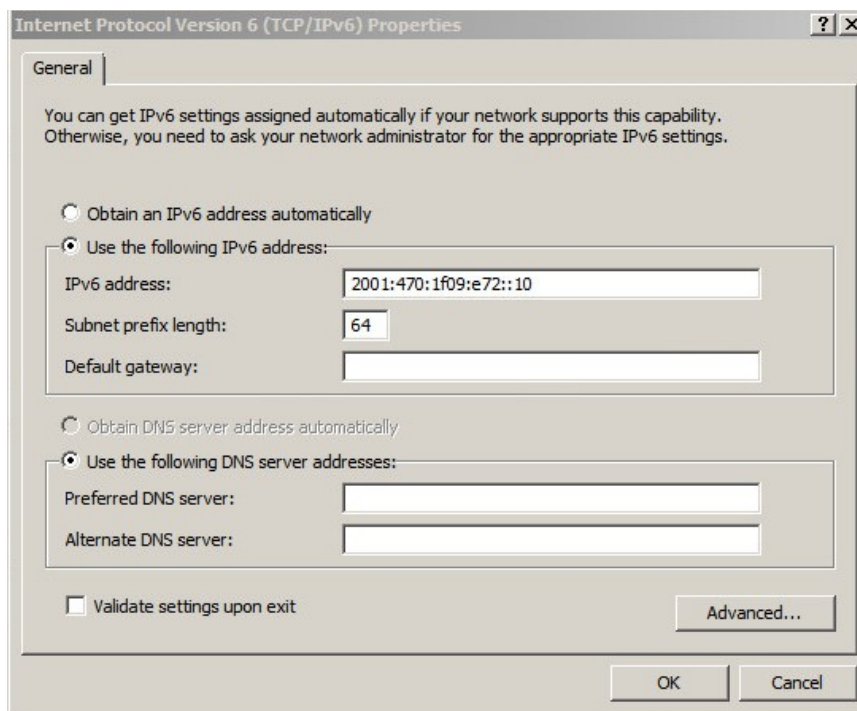 Internet Protocol Version 6 (TCP/IPv6) Properties
General
You can get IPv6 settings assigned automatically if your network supports this capability.
Otherwise, you need to ask your network administrator for the appropriate IPv6 settings.
Obtain an IPv6 address automatically
Use the following IPv6 address:
IPv6 address: 2001:470:1f09:e72::10
Subnet prefix length: 64
Default gateway:
Obtain DNS server address automatically
Use the following DNS server addresses:
Preferred DNS server:
Alternate DNS server:
Validate settings upon exit
Advanced...
OK Cancel